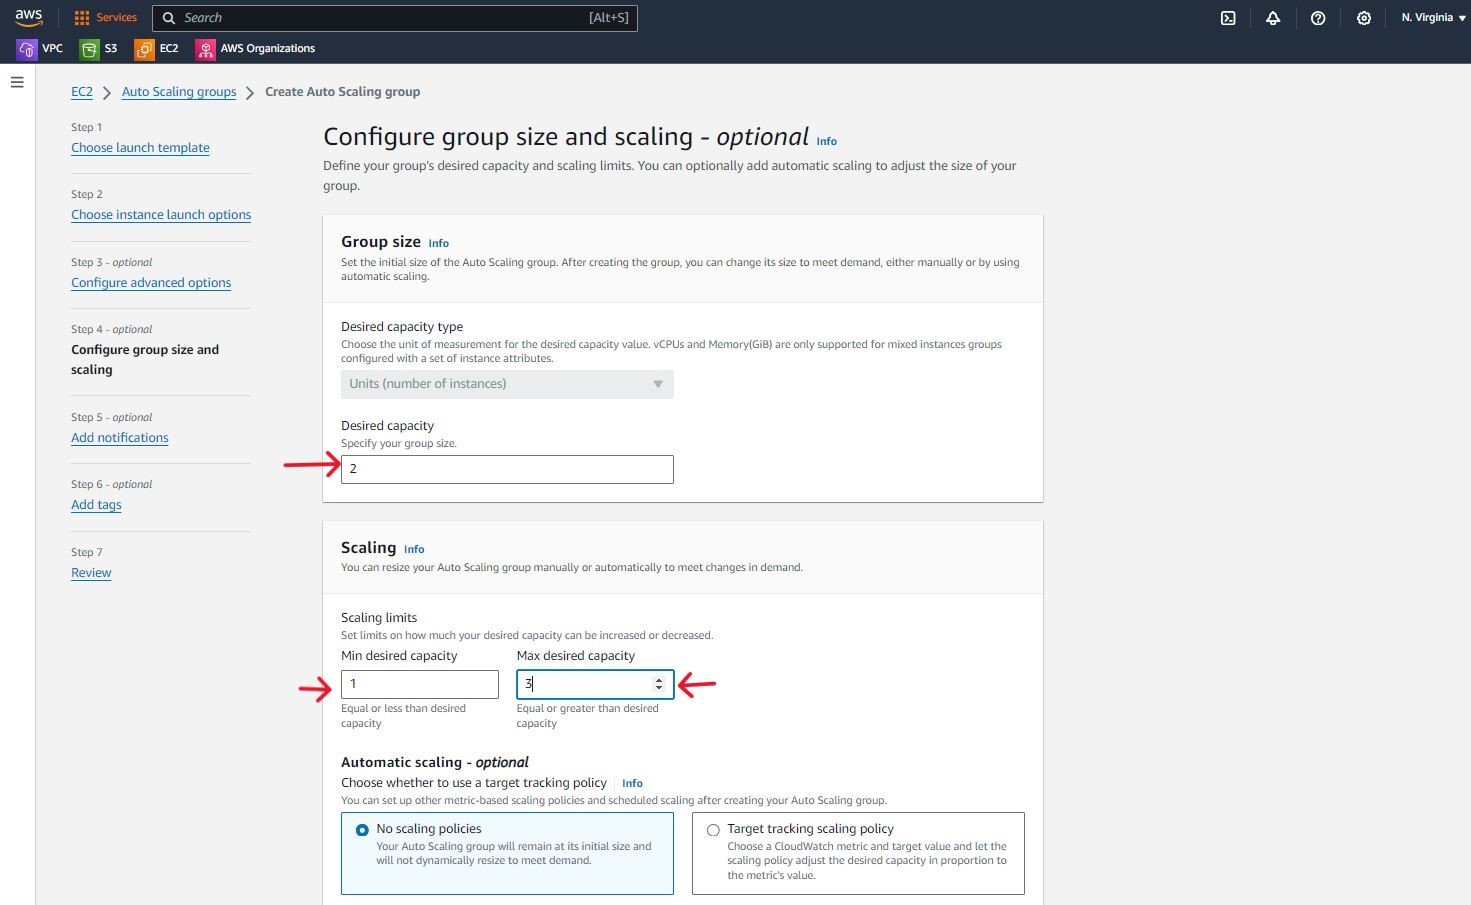 aws
Services
Search
[Alt+S]
N. Virginia
VPC
S3
EC2
AWS Organizations
EC2
Auto Scaling groups
Create Auto Scaling group
Step 1
Choose launch template
Step 2
Choose instance launch options
Step 3 - optional
Configure advanced options
Step 4 - optional
Configure group size and
scaling
Step 5 - optional
Add notifications
Step 6 - optional
Add tags
Step 7
Review
Configure group size and scaling - optional Info
Define your group's desired capacity and scaling limits. You can optionally add automatic scaling to adjust the size of your
group.
Group size Info
Set the initial size of the Auto Scaling group. After creating the group, you can change its size to meet demand, either manually or by using
automatic scaling.
Desired capacity type
Choose the unit of measurement for the desired capacity value. vCPUs and Memory(GiB) are only supported for mixed instances groups
configured with a set of instance attributes.
Units (number of instances)
Desired capacity
Specify your group size.
2
Scaling Info
You can resize your Auto Scaling group manually or automatically to meet changes in demand.
Scaling limits
Set limits on how much your desired capacity can be increased or decreased.
Min desired capacity
1
Equal or less than desired
capacity
Max desired capacity
3
Equal or greater than desired
capacity
Automatic scaling - optional
Choose whether to use a target tracking policy Info
You can set up other metric-based scaling policies and scheduled scaling after creating your Auto Scaling group.
No scaling policies
Your Auto Scaling group will remain at its initial size and
will not dynamically resize to meet demand.
Target tracking scaling policy
Choose a CloudWatch metric and target value and let the
scaling policy adjust the desired capacity in proportion to
the metric's value.